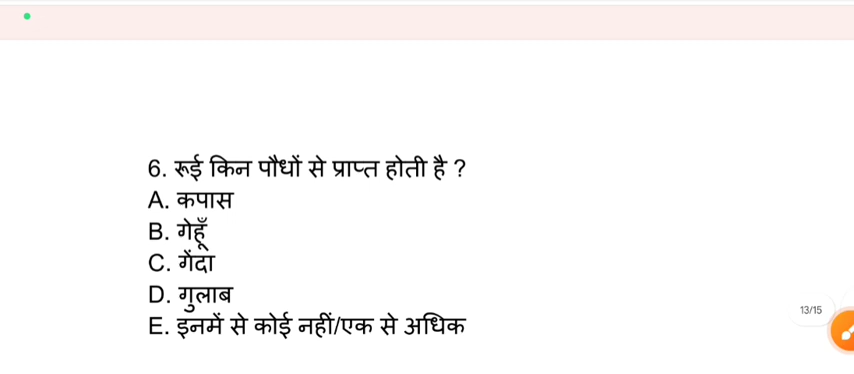 6. रूई किन पौधों से प्राप्त होती है ?
A. कपास
B. गेहूँ
C. गेंदा
D. गुलाब
E. इनमें से कोई नहीं/एक से अधिक
13/15